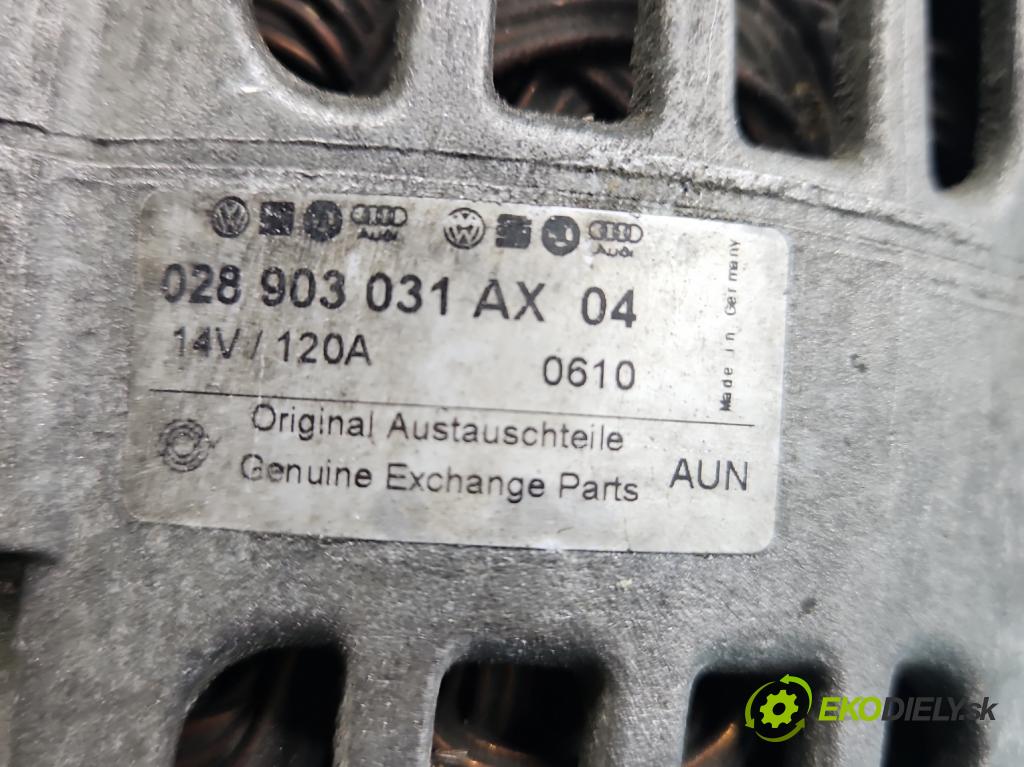 Audi Audi
028 903 031 AX 04
14V / 120A 0610
Made in Germany
Original Austauschteile
Genuine Exchange Parts AUN
EKODIELY.sk